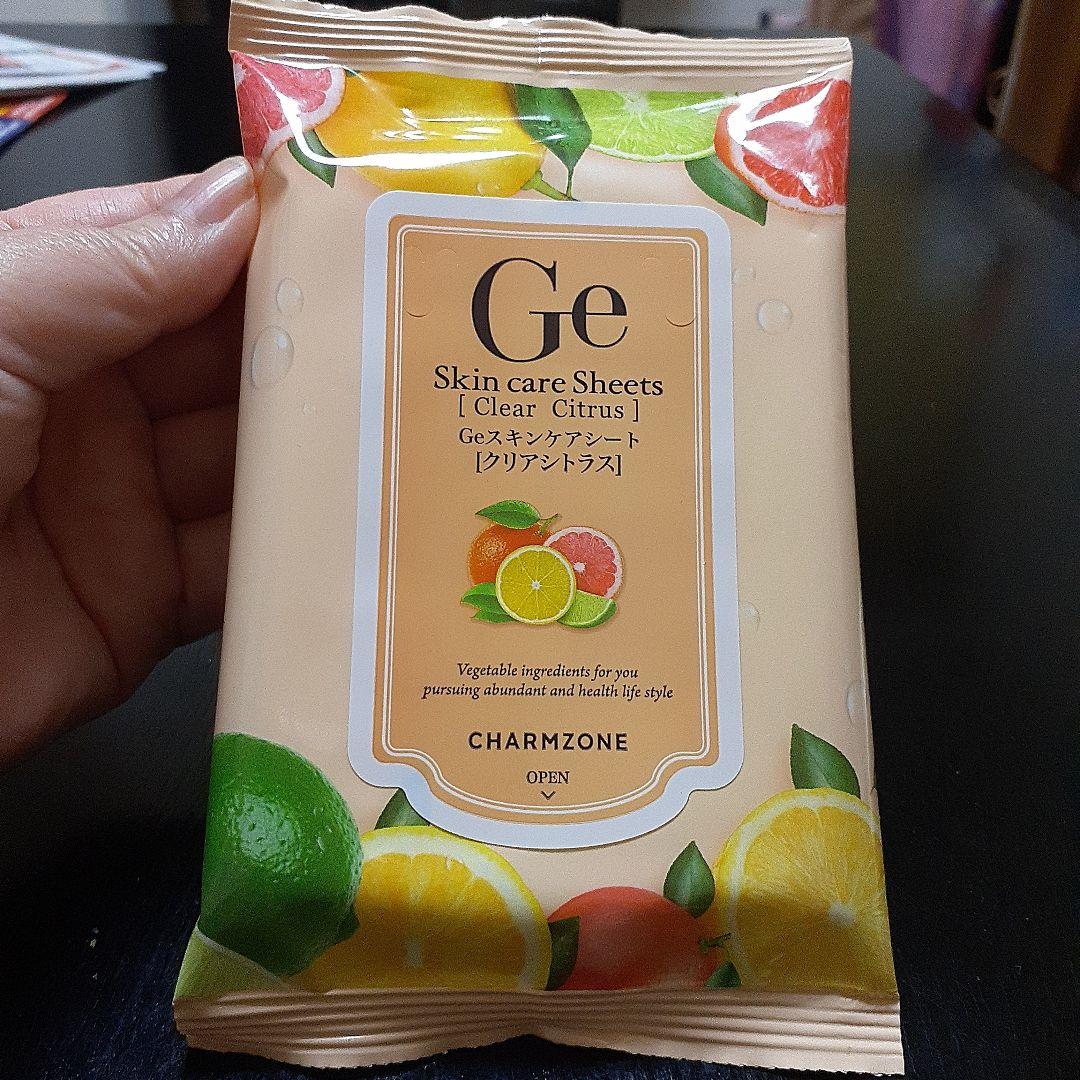 Ge
Skin care Sheets
[ Clear Citrus ]
Geスキンケアシート
[クリアシトラス]
Vegetable ingredients for you
pursuing abundant and health life style
CHARMZONE
OPEN